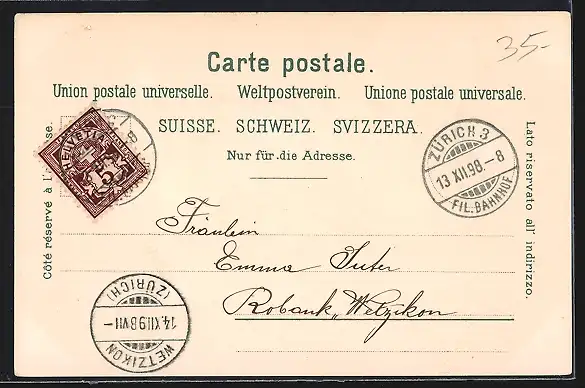 35-
Carte postale.
Union postale universelle. Weltpostverein. Unione postale universale.
SUISSE. SCHWEIZ. SVIZZERA.
Nur für die Adresse.
Côté réservé à l'adresse.
Lato riservato all' indirizzo.
HELVETIA
5
ZÜRICH 3
13 XII.98.-8
FIL. BAHNHOF
Fräulein
Emma Suter
Robank, Wetzikon
WETZIKON
14.XII.98 VII-
(ZÜRICH)